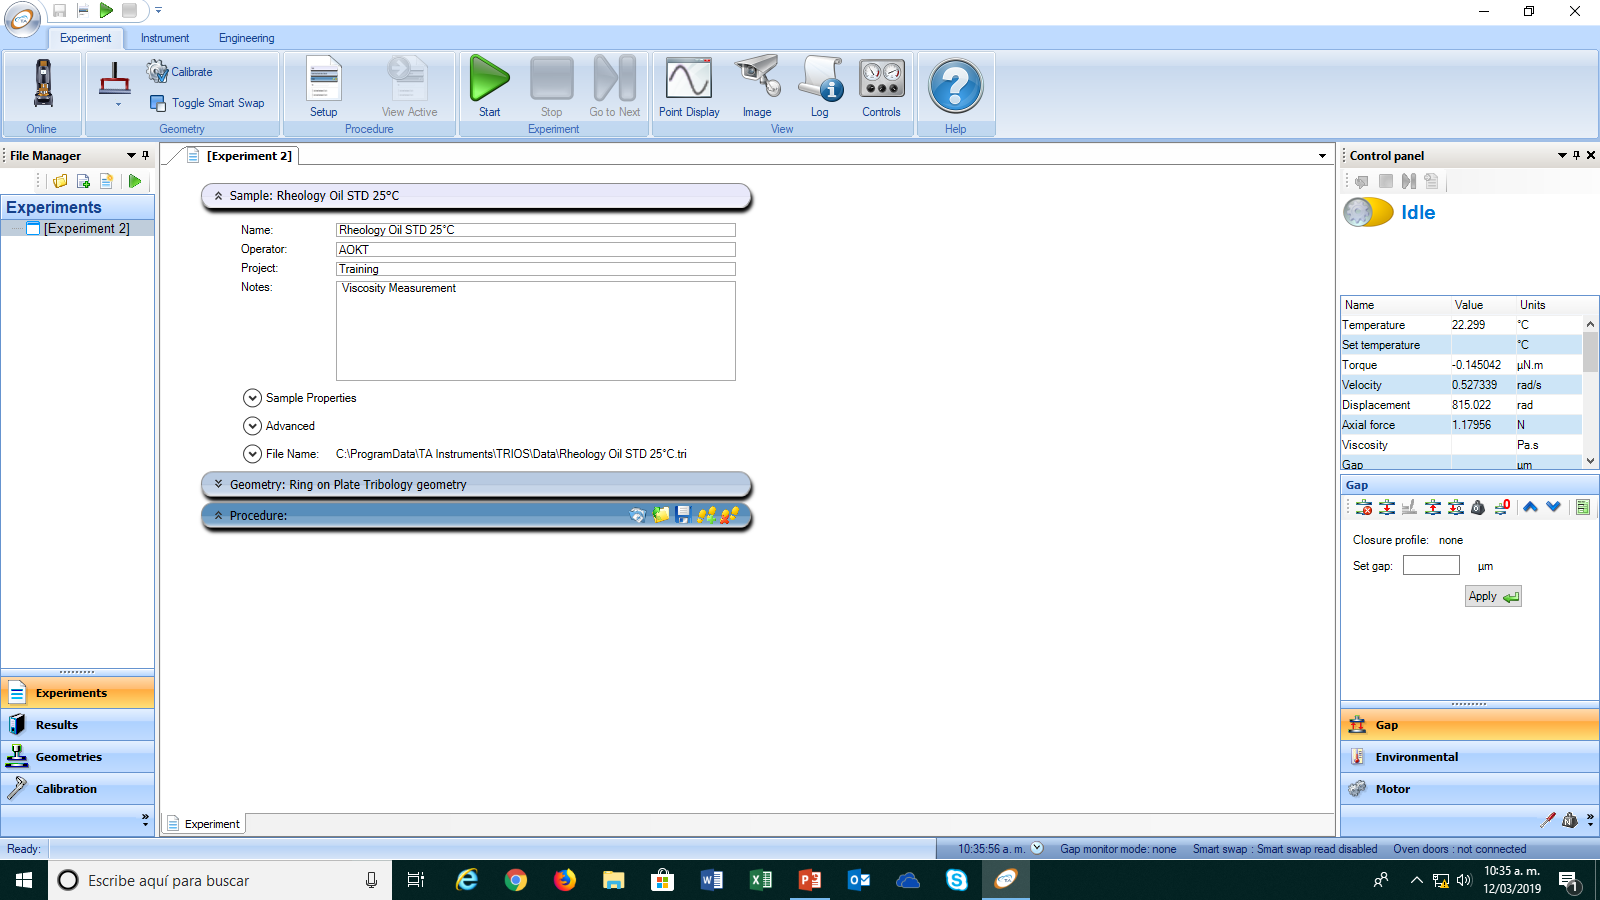 Experiment Instrument Engineering
Calibrate
Toggle Smart Swap
Setup View Active Start Stop Go to Next Point Display Image Log Controls
Online Geometry Procedure Experiment View Help
File Manager
Experiments
[Experiment 2]
Experiments
Results
Geometries
Calibration
[Experiment 2]
Sample: Rheology Oil STD 25°C
Name: Rheology Oil STD 25°C
Operator: AOKT
Project: Training
Notes: Viscosity Measurement
Sample Properties
Advanced
File Name: C:\ProgramData\TA Instruments\TRIOS\Data\Rheology Oil STD 25°C.tri
Geometry: Ring on Plate Tribology geometry
Procedure:
Experiment
Control panel
Idle
Name Value Units
Temperature 22.299 °C
Set temperature °C
Torque -0.145042 µN.m
Velocity 0.527339 rad/s
Displacement 815.022 rad
Axial force 1.17956 N
Viscosity Pa.s
Gap µm
Gap
Closure profile: none
Set gap: µm
Apply
Gap
Environmental
Motor
Ready: 10:35:56 a. m. Gap monitor mode: none Smart swap : Smart swap read disabled Oven doors : not connected
Escribe aquí para buscar
10:35 a. m.
12/03/2019
1